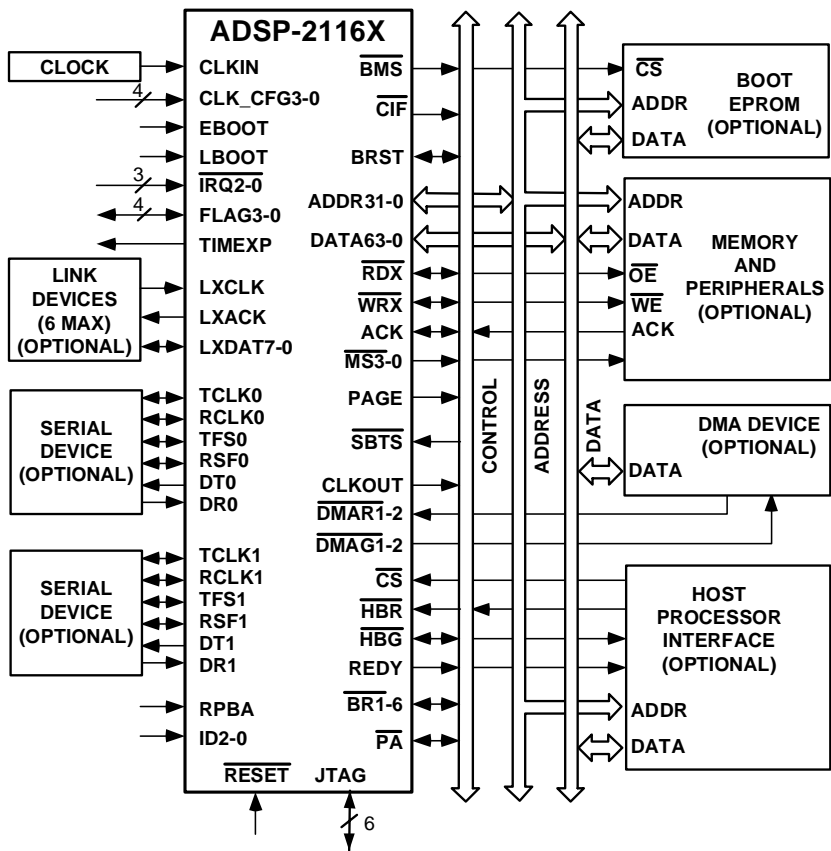 ADSP-2116X
CLOCK
CLKIN
4
CLK_CFG3-0
EBOOT
LBOOT
3
IRQ2-0
4
FLAG3-0
TIMEXP
LINK
DEVICES
(6 MAX)
(OPTIONAL)
LXCLK
LXACK
LXDAT7-0
SERIAL
DEVICE
(OPTIONAL)
TCLK0
RCLK0
TFS0
RSF0
DT0
DR0
SERIAL
DEVICE
(OPTIONAL)
TCLK1
RCLK1
TFS1
RSF1
DT1
DR1
RPBA
ID2-0
RESET
JTAG
6
BMS
CIF
BRST
ADDR31-0
DATA63-0
RDX
WRX
ACK
MS3-0
PAGE
SBTS
CLKOUT
DMAR1-2
DMAG1-2
CS
HBR
HBG
REDY
BR1-6
PA
CONTROL
ADDRESS
DATA
CS
ADDR
DATA
BOOT
EPROM
(OPTIONAL)
ADDR
DATA
OE
WE
ACK
MEMORY
AND
PERIPHERALS
(OPTIONAL)
DMA DEVICE
(OPTIONAL)
DATA
HOST
PROCESSOR
INTERFACE
(OPTIONAL)
ADDR
DATA